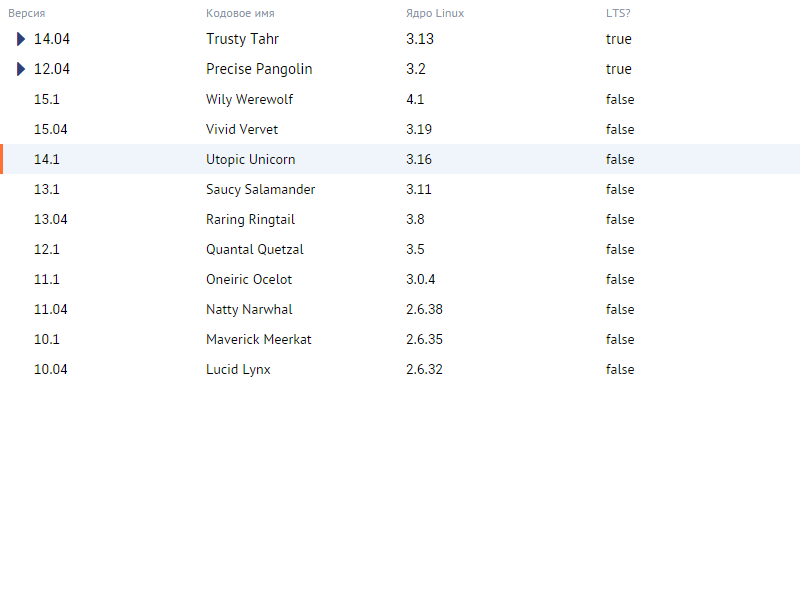 Версия Кодовое имя Ядро Linux LTS?
14.04 Trusty Tahr 3.13 true
12.04 Precise Pangolin 3.2 true
15.1 Wily Werewolf 4.1 false
15.04 Vivid Vervet 3.19 false
14.1 Utopic Unicorn 3.16 false
13.1 Saucy Salamander 3.11 false
13.04 Raring Ringtail 3.8 false
12.1 Quantal Quetzal 3.5 false
11.1 Oneiric Ocelot 3.0.4 false
11.04 Natty Narwhal 2.6.38 false
10.1 Maverick Meerkat 2.6.35 false
10.04 Lucid Lynx 2.6.32 false